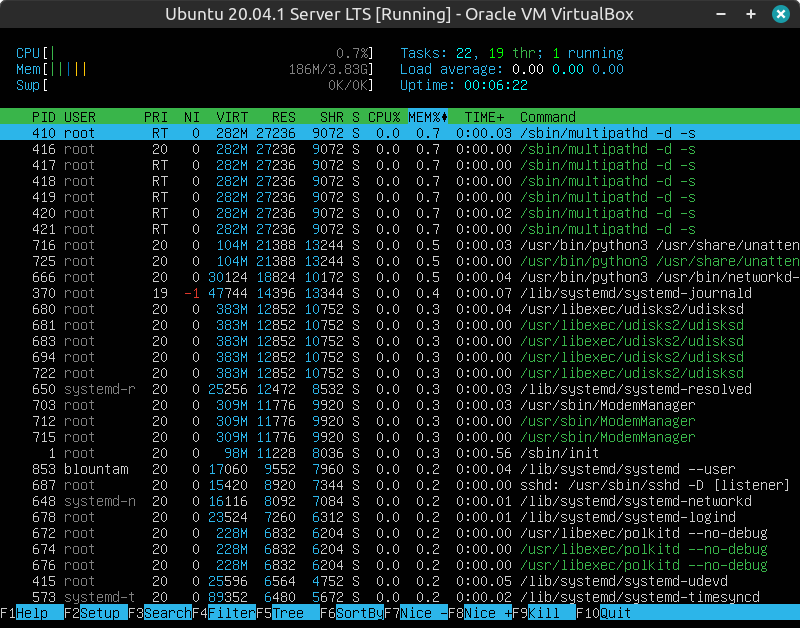 Ubuntu 20.04.1 Server LTS [Running] - Oracle VM VirtualBox
CPU[| 0.7%] Tasks: 22, 19 thr; 1 running
Mem[||||| 186M/3.83G] Load average: 0.00 0.00 0.00
Swp[ 0K/0K] Uptime: 00:06:22
PID USER PRI NI VIRT RES SHR S CPU% MEM% TIME+ Command
410 root RT 0 282M 27236 9072 S 0.0 0.7 0:00.03 /sbin/multipathd -d -s
416 root 20 0 282M 27236 9072 S 0.0 0.7 0:00.00 /sbin/multipathd -d -s
417 root RT 0 282M 27236 9072 S 0.0 0.7 0:00.00 /sbin/multipathd -d -s
418 root RT 0 282M 27236 9072 S 0.0 0.7 0:00.00 /sbin/multipathd -d -s
419 root RT 0 282M 27236 9072 S 0.0 0.7 0:00.00 /sbin/multipathd -d -s
420 root RT 0 282M 27236 9072 S 0.0 0.7 0:00.02 /sbin/multipathd -d -s
421 root RT 0 282M 27236 9072 S 0.0 0.7 0:00.00 /sbin/multipathd -d -s
716 root 20 0 104M 21388 13244 S 0.0 0.5 0:00.03 /usr/bin/python3 /usr/share/unatten
725 root 20 0 104M 21388 13244 S 0.0 0.5 0:00.00 /usr/bin/python3 /usr/share/unatten
666 root 20 0 30124 18824 10172 S 0.0 0.5 0:00.04 /usr/bin/python3 /usr/bin/networkd-
370 root 19 -1 47744 14396 13344 S 0.0 0.4 0:00.07 /lib/systemd/systemd-journald
680 root 20 0 383M 12852 10752 S 0.0 0.3 0:00.04 /usr/libexec/udisks2/udisksd
681 root 20 0 383M 12852 10752 S 0.0 0.3 0:00.00 /usr/libexec/udisks2/udisksd
683 root 20 0 383M 12852 10752 S 0.0 0.3 0:00.00 /usr/libexec/udisks2/udisksd
694 root 20 0 383M 12852 10752 S 0.0 0.3 0:00.00 /usr/libexec/udisks2/udisksd
722 root 20 0 383M 12852 10752 S 0.0 0.3 0:00.00 /usr/libexec/udisks2/udisksd
650 systemd-r 20 0 25256 12472 8532 S 0.0 0.3 0:00.03 /lib/systemd/systemd-resolved
703 root 20 0 309M 11776 9920 S 0.0 0.3 0:00.03 /usr/sbin/ModemManager
712 root 20 0 309M 11776 9920 S 0.0 0.3 0:00.00 /usr/sbin/ModemManager
715 root 20 0 309M 11776 9920 S 0.0 0.3 0:00.00 /usr/sbin/ModemManager
1 root 20 0 98M 11228 8036 S 0.0 0.3 0:00.56 /sbin/init
853 blountam 20 0 17060 9552 7960 S 0.0 0.2 0:00.04 /lib/systemd/systemd --user
687 root 20 0 15420 8920 7344 S 0.0 0.2 0:00.00 sshd: /usr/sbin/sshd -D [listener]
648 systemd-n 20 0 16116 8092 7084 S 0.0 0.2 0:00.01 /lib/systemd/systemd-networkd
678 root 20 0 23524 7260 6312 S 0.0 0.2 0:00.01 /lib/systemd/systemd-logind
672 root 20 0 228M 6832 6204 S 0.0 0.2 0:00.00 /usr/libexec/polkitd --no-debug
674 root 20 0 228M 6832 6204 S 0.0 0.2 0:00.00 /usr/libexec/polkitd --no-debug
676 root 20 0 228M 6832 6204 S 0.0 0.2 0:00.00 /usr/libexec/polkitd --no-debug
415 root 20 0 25596 6564 4752 S 0.0 0.2 0:00.05 /lib/systemd/systemd-udevd
573 systemd-t 20 0 89352 6480 5672 S 0.0 0.2 0:00.02 /lib/systemd/systemd-timesyncd
F1Help F2Setup F3SearchF4FilterF5Tree F6SortByF7Nice -F8Nice +F9Kill F10Quit